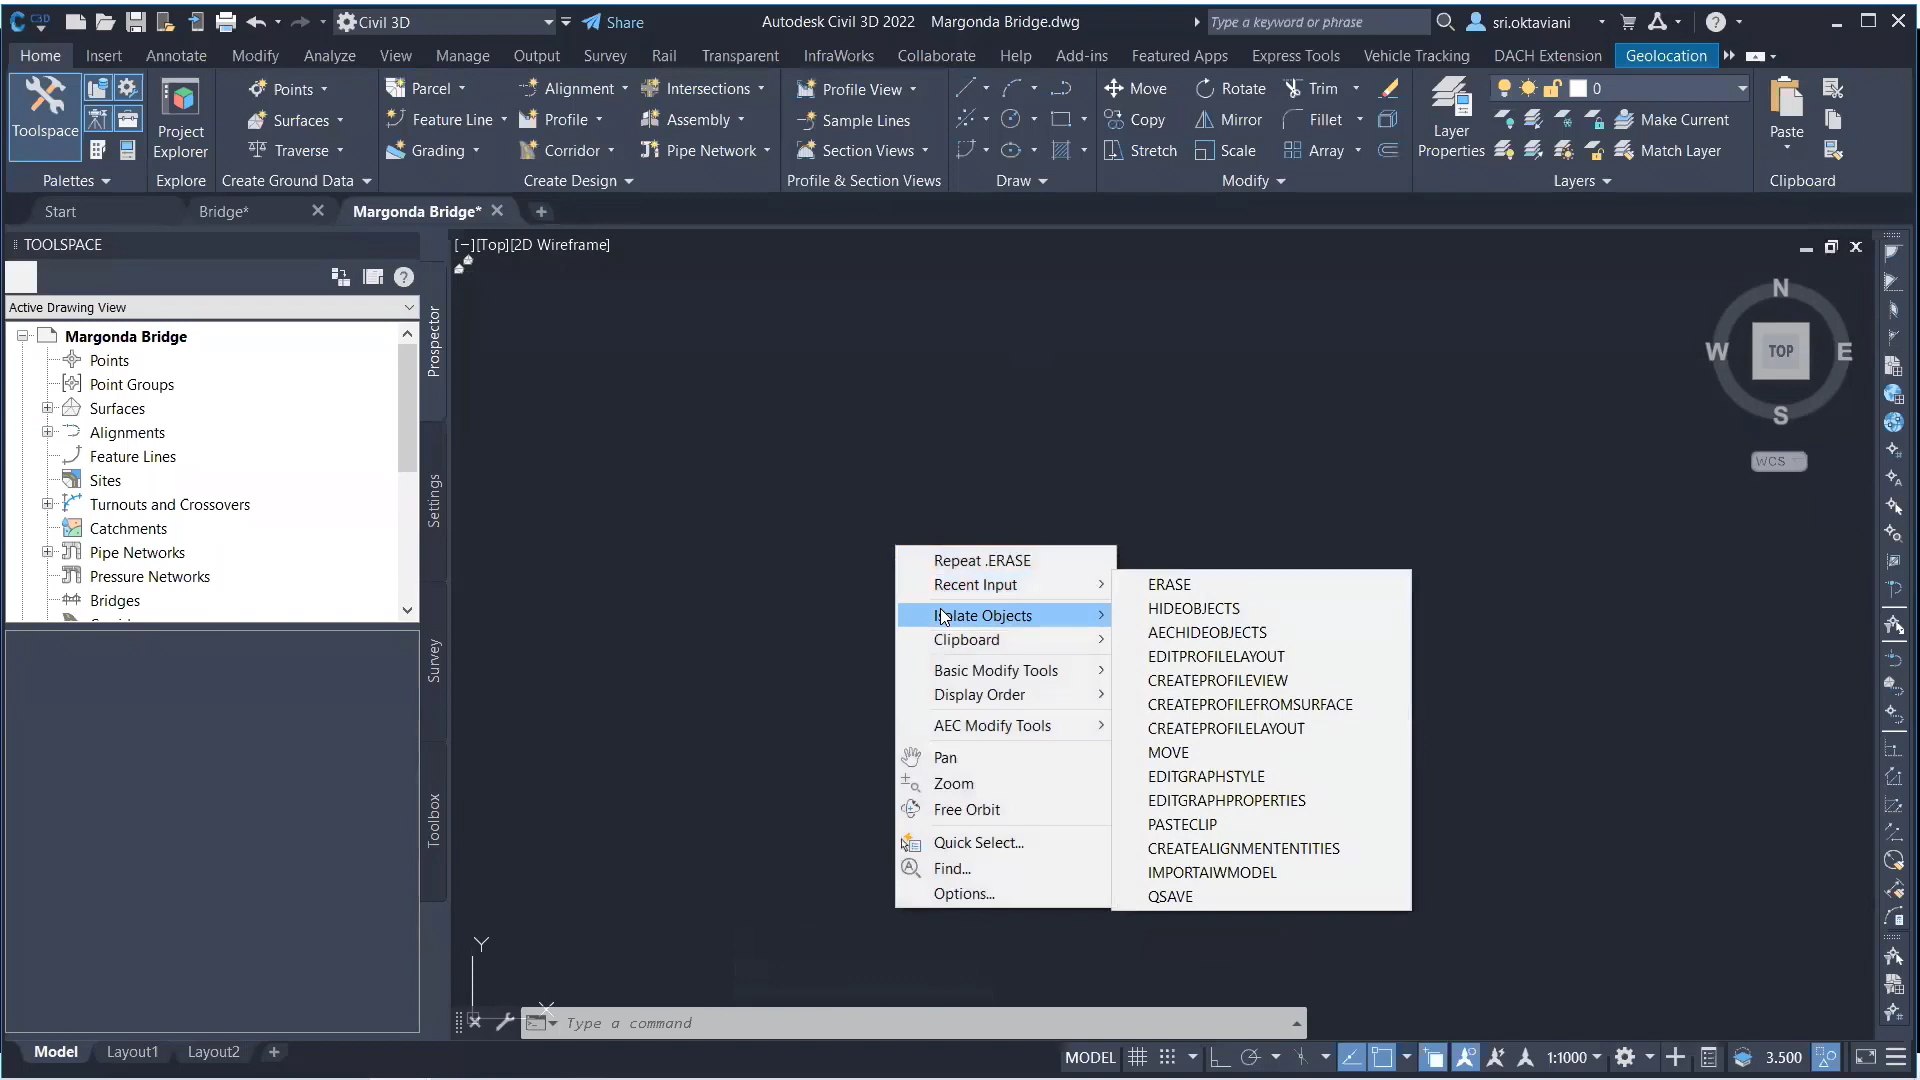 C3D Civil 3D Share Autodesk Civil 3D 2022 Margonda Bridge.dwg Type a keyword or phrase sri.oktaviani ?
Home Insert Annotate Modify Analyze View Manage Output Survey Rail Transparent InfraWorks Collaborate Help Add-ins Featured Apps Express Tools Vehicle Tracking DACH Extension Geolocation
Points Parcel Alignment Intersections Profile View Move Rotate Trim 0
Toolspace Surfaces Feature Line Profile Assembly Sample Lines Copy Mirror Fillet Make Current
Project Explorer Traverse Grading Corridor Pipe Network Section Views Stretch Scale Array Layer Properties Match Layer Paste
Palettes Explore Create Ground Data Create Design Profile & Section Views Draw Modify Layers Clipboard
Start Bridge* Margonda Bridge*
TOOLSPACE
[−][Top][2D Wireframe]
?
Active Drawing View
Margonda Bridge
Points
Point Groups
Surfaces
Alignments
Feature Lines
Sites
Turnouts and Crossovers
Catchments
Pipe Networks
Pressure Networks
Bridges
Prospector
Settings
Survey
Toolbox
N
W TOP E
S
WCS
Repeat .ERASE
Recent Input
Isolate Objects
Clipboard
Basic Modify Tools
Display Order
AEC Modify Tools
Pan
Zoom
Free Orbit
Quick Select...
Find...
Options...
ERASE
HIDEOBJECTS
AECHIDEOBJECTS
EDITPROFILELAYOUT
CREATEPROFILEVIEW
CREATEPROFILEFROMSURFACE
CREATEPROFILELAYOUT
MOVE
EDITGRAPHSTYLE
EDITGRAPHPROPERTIES
PASTECLIP
CREATEALIGNMENTENTITIES
IMPORTAIWMODEL
QSAVE
Y
X
Type a command
Model Layout1 Layout2 MODEL 1:1000 3.500